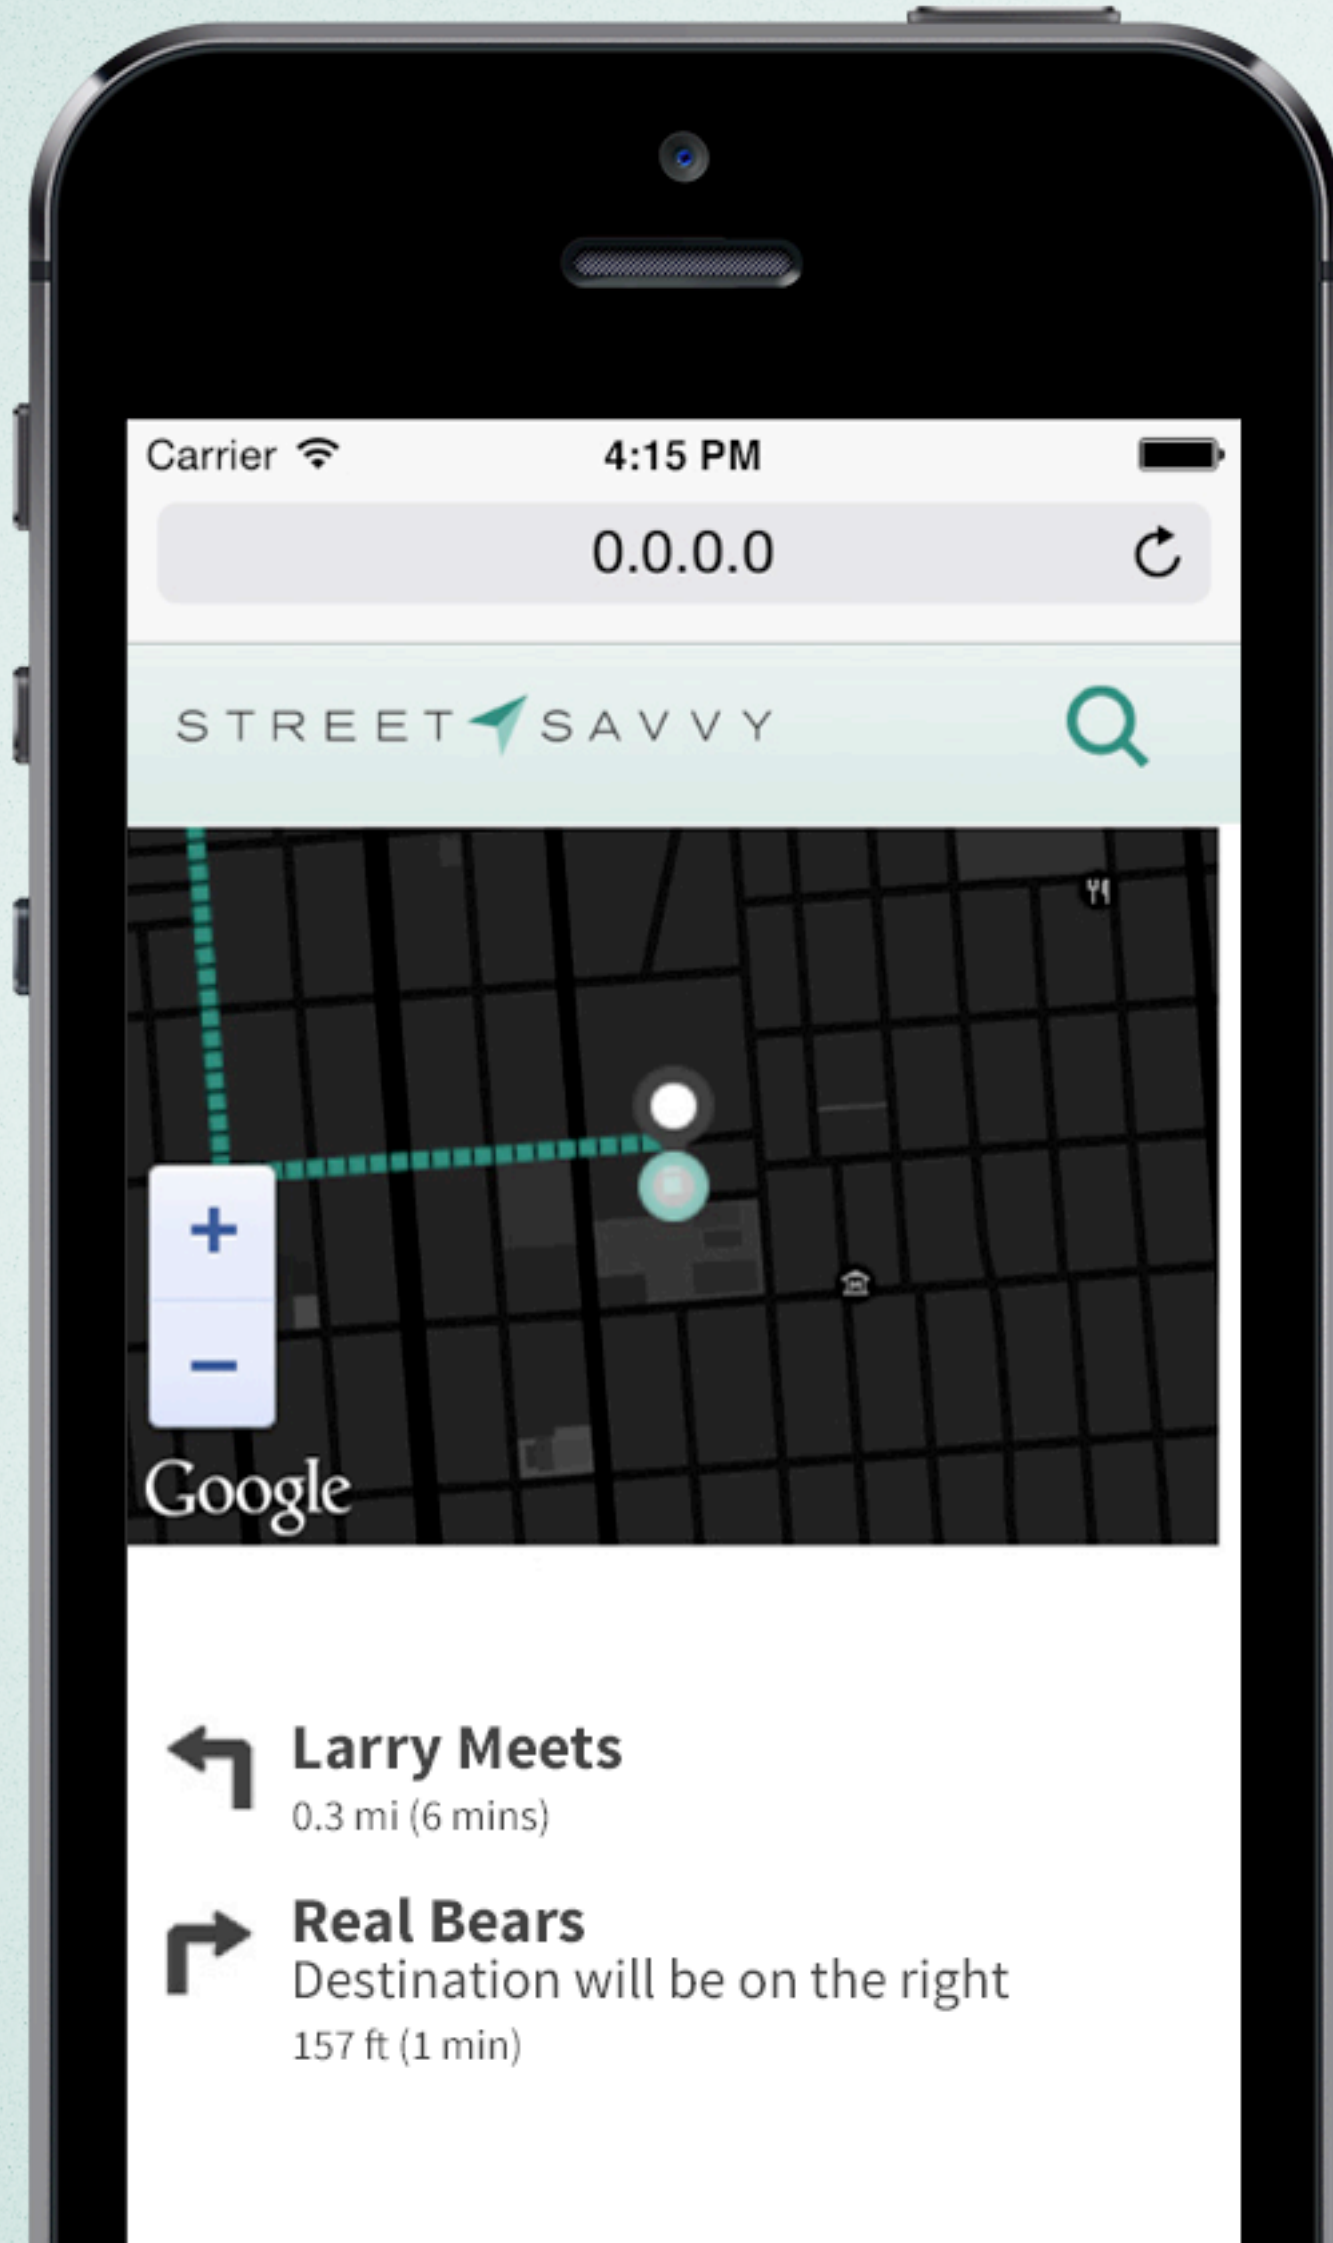 Carrier 4:15 PM
0.0.0.0
STREET SAVVY
+
−
Google
Larry Meets
0.3 mi (6 mins)
Real Bears
Destination will be on the right
157 ft (1 min)